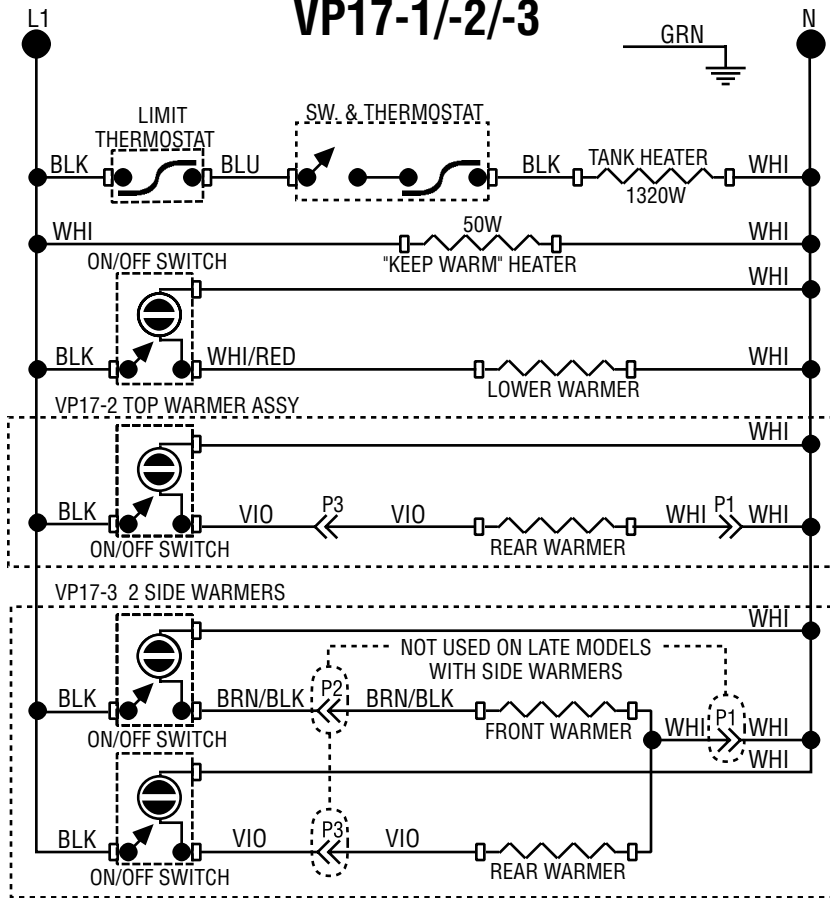 VP17-1/-2/-3
L1
N
GRN
LIMIT
THERMOSTAT
SW. & THERMOSTAT
BLK
BLU
BLK
TANK HEATER
1320W
WHI
WHI
50W
"KEEP WARM" HEATER
WHI
ON/OFF SWITCH
WHI
BLK
WHI/RED
LOWER WARMER
WHI
VP17-2 TOP WARMER ASSY
WHI
BLK
VIO
P3
VIO
REAR WARMER
WHI
P1
WHI
ON/OFF SWITCH
VP17-3 2 SIDE WARMERS
WHI
NOT USED ON LATE MODELS
WITH SIDE WARMERS
BLK
BRN/BLK
P2
BRN/BLK
FRONT WARMER
WHI
P1
WHI
ON/OFF SWITCH
WHI
BLK
VIO
P3
VIO
REAR WARMER
ON/OFF SWITCH